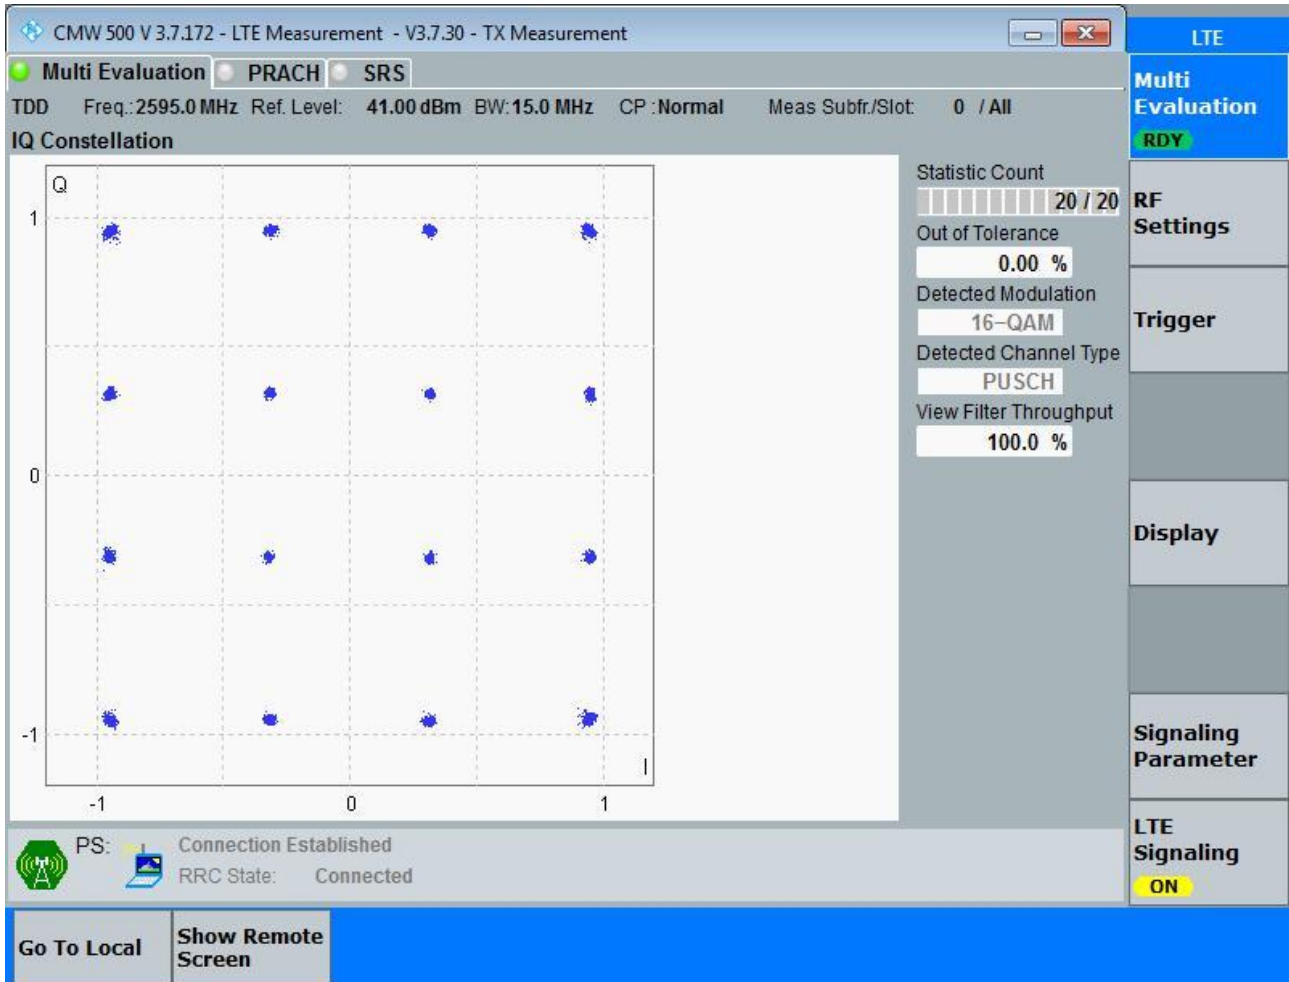 CMW 500 V 3.7.172 - LTE Measurement - V3.7.30 - TX Measurement
LTE
Multi Evaluation PRACH SRS
TDD Freq.: 2595.0 MHz Ref. Level: 41.00 dBm BW: 15.0 MHz CP : Normal Meas Subfr./Slot: 0 / All
IQ Constellation
Q
1
0
-1
I
-1 0 1
Statistic Count
20 / 20
Out of Tolerance
0.00 %
Detected Modulation
16-QAM
Detected Channel Type
PUSCH
View Filter Throughput
100.0 %
Multi
Evaluation
RDY
RF
Settings
Trigger
Display
Signaling
Parameter
LTE
Signaling
ON
PS: Connection Established
RRC State: Connected
Go To Local
Show Remote
Screen